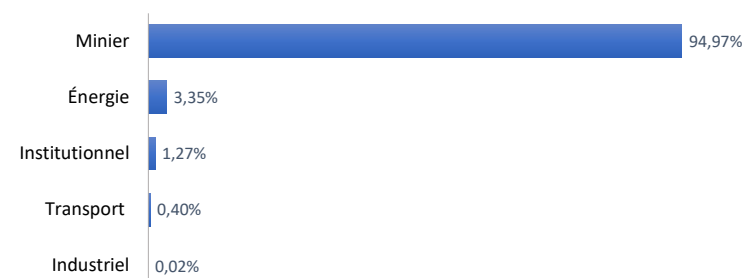 Minier 94,97%
Énergie 3,35%
Institutionnel 1,27%
Transport 0,40%
Industriel 0,02%